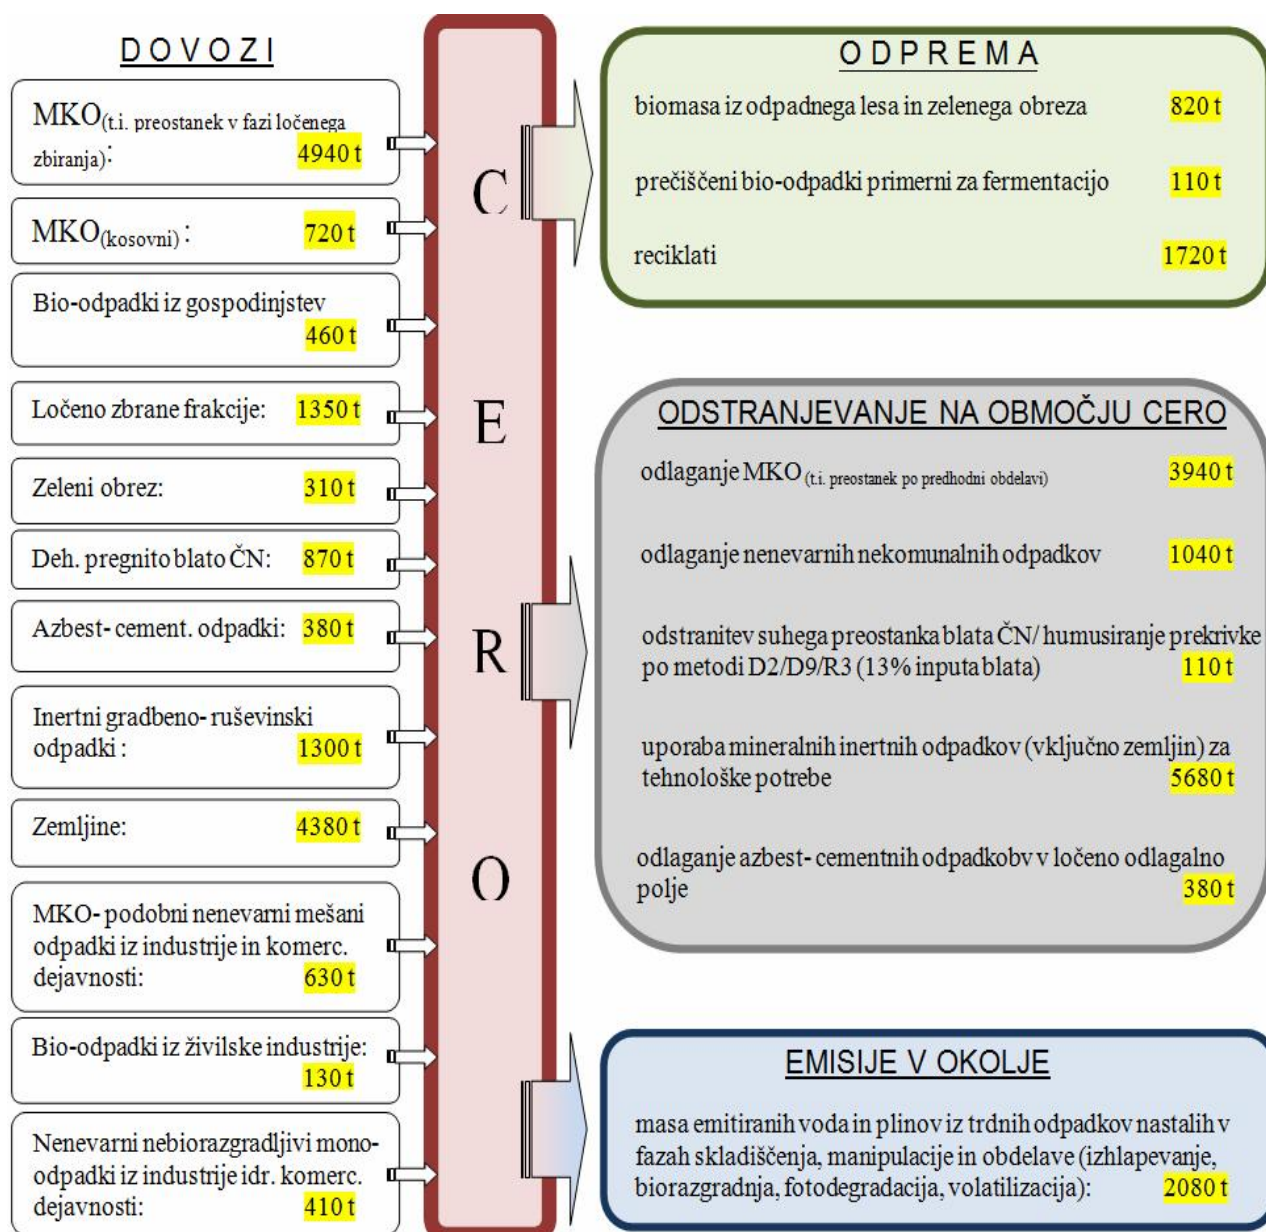 DOVOZI
MKO(t.i. preostanek v fazi ločenega
zbiranja): 4940 t
MKO(kosovni) : 720 t
Bio-odpadki iz gospodinjstev
460 t
Ločeno zbrane frakcije: 1350 t
Zeleni obrez: 310 t
Deh. pregnito blato ČN: 870 t
Azbest- cement. odpadki: 380 t
Inertni gradbeno- ruševinski
odpadki : 1300 t
Zemljine: 4380 t
MKO- podobni nenevarni mešani
odpadki iz industrije in komerc.
dejavnosti: 630 t
Bio-odpadki iz živilske industrije:
130 t
Nenevarni nebiorazgradljivi mono-
odpadki iz industrije idr. komerc.
dejavnosti: 410 t
C
E
R
O
ODPREMA
biomasa iz odpadnega lesa in zelenega obreza 820 t
prečiščeni bio-odpadki primerni za fermentacijo 110 t
reciklati 1720 t
ODSTRANJEVANJE NA OBMOČJU CERO
odlaganje MKO (t.i. preostanek po predhodni obdelavi) 3940 t
odlaganje nenevarnih nekomunalnih odpadkov 1040 t
odstranitev suhega preostanka blata ČN/ humusiranje prekrivke
po metodi D2/D9/R3 (13% inputa blata) 110 t
uporaba mineralnih inertnih odpadkov (vključno zemljin) za
tehnološke potrebe 5680 t
odlaganje azbest- cementnih odpadkobv v ločeno odlagalno
polje 380 t
EMISIJE V OKOLJE
masa emitiranih voda in plinov iz trdnih odpadkov nastalih v
fazah skladiščenja, manipulacije in obdelave (izhlapevanje,
biorazgradnja, fotodegradacija, volatilizacija): 2080 t